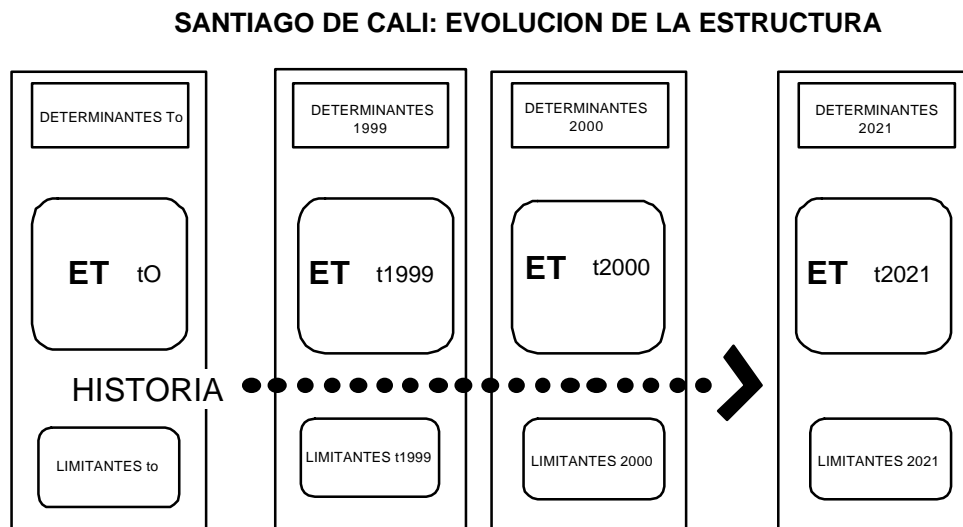 SANTIAGO DE CALI: EVOLUCION DE LA ESTRUCTURA
DETERMINANTES To
DETERMINANTES
1999
DETERMINANTES
2000
DETERMINANTES
2021
ET tO
ET t1999
ET t2000
ET t2021
HISTORIA
LIMITANTES to
LIMITANTES t1999
LIMITANTES 2000
LIMITANTES 2021